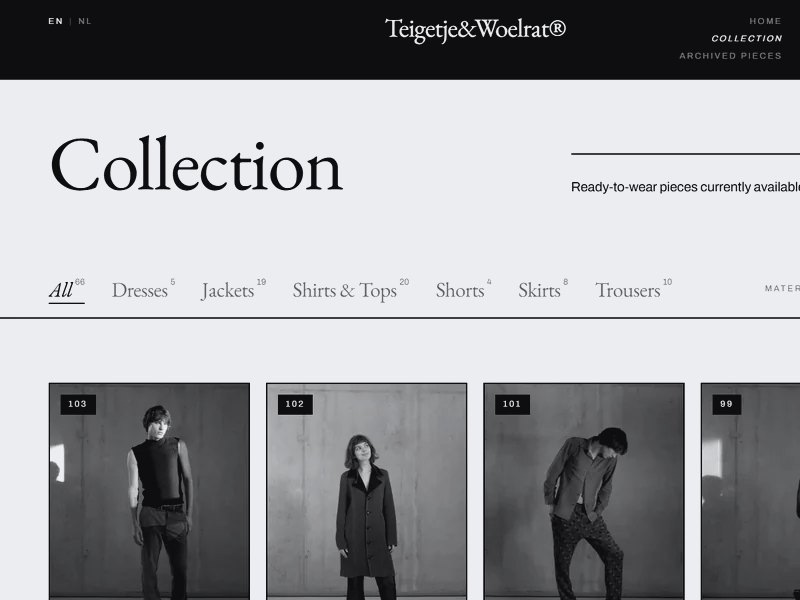 EN | NL
Teigetje&Woelrat®
HOME
COLLECTION
ARCHIVED PIECES
Collection
Ready-to-wear pieces currently available
All 66
Dresses 5
Jackets 19
Shirts & Tops 20
Shorts 4
Skirts 8
Trousers 10
MATER
103
102
101
99